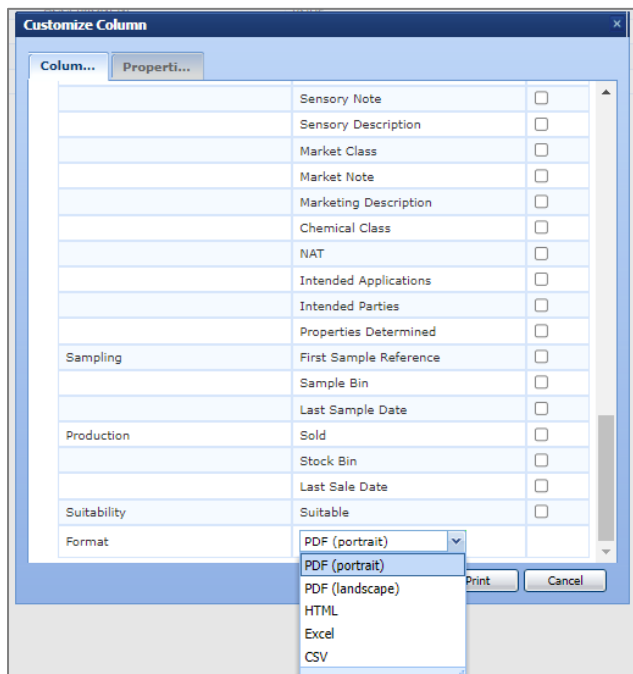 Customize Column
Colum... Properti...
Sensory Note
Sensory Description
Market Class
Market Note
Marketing Description
Chemical Class
NAT
Intended Applications
Intended Parties
Properties Determined
Sampling First Sample Reference
Sample Bin
Last Sample Date
Production Sold
Stock Bin
Last Sale Date
Suitability Suitable
Format PDF (portrait)
PDF (portrait)
Print Cancel
PDF (landscape)
HTML
Excel
CSV